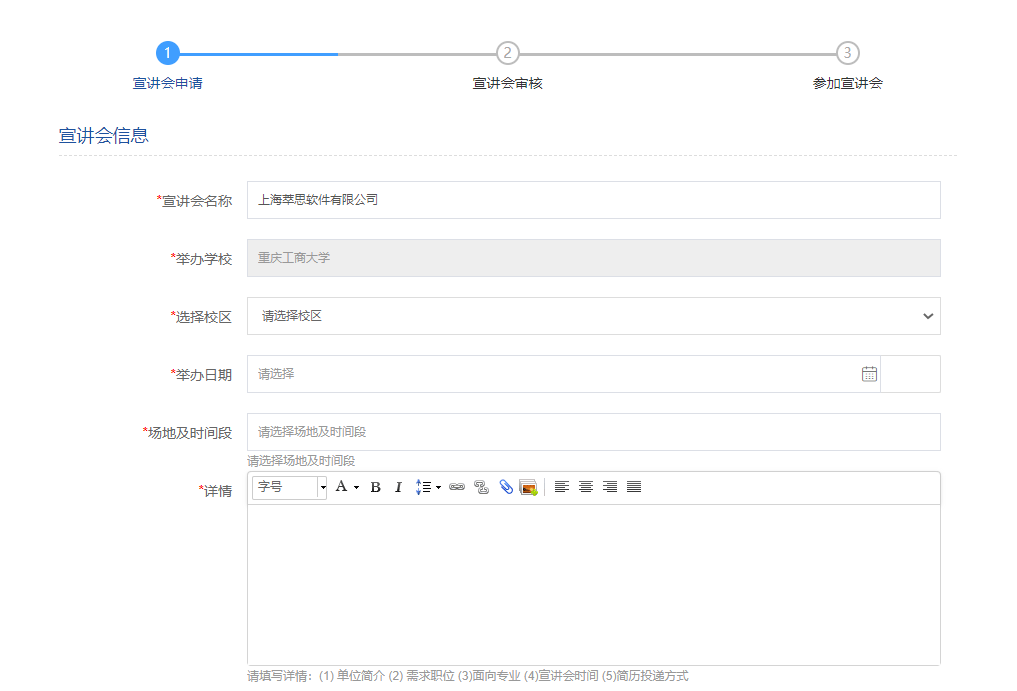 1 2 3
宣讲会申请 宣讲会审核 参加宣讲会
宣讲会信息
*宣讲会名称 上海萃思软件有限公司
*举办学校 重庆工商大学
*选择校区 请选择校区
*举办日期 请选择
*场地及时间段 请选择场地及时间段
请选择场地及时间段
*详情 字号 A B I
请填写详情：(1) 单位简介 (2) 需求职位 (3)面向专业 (4)宣讲会时间 (5)简历投递方式